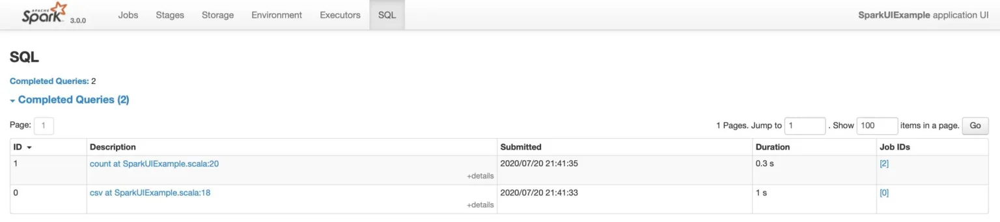 APACHE
Spark 3.0.0 Jobs Stages Storage Environment Executors SQL SparkUIExample application UI
SQL
Completed Queries: 2
Completed Queries (2)
Page: 1 1 Pages. Jump to 1 . Show 100 items in a page. Go
ID Description Submitted Duration Job IDs
1 count at SparkUIExample.scala:20 2020/07/20 21:41:35 0.3 s [2]
+details
0 csv at SparkUIExample.scala:18 2020/07/20 21:41:33 1 s [0]
+details